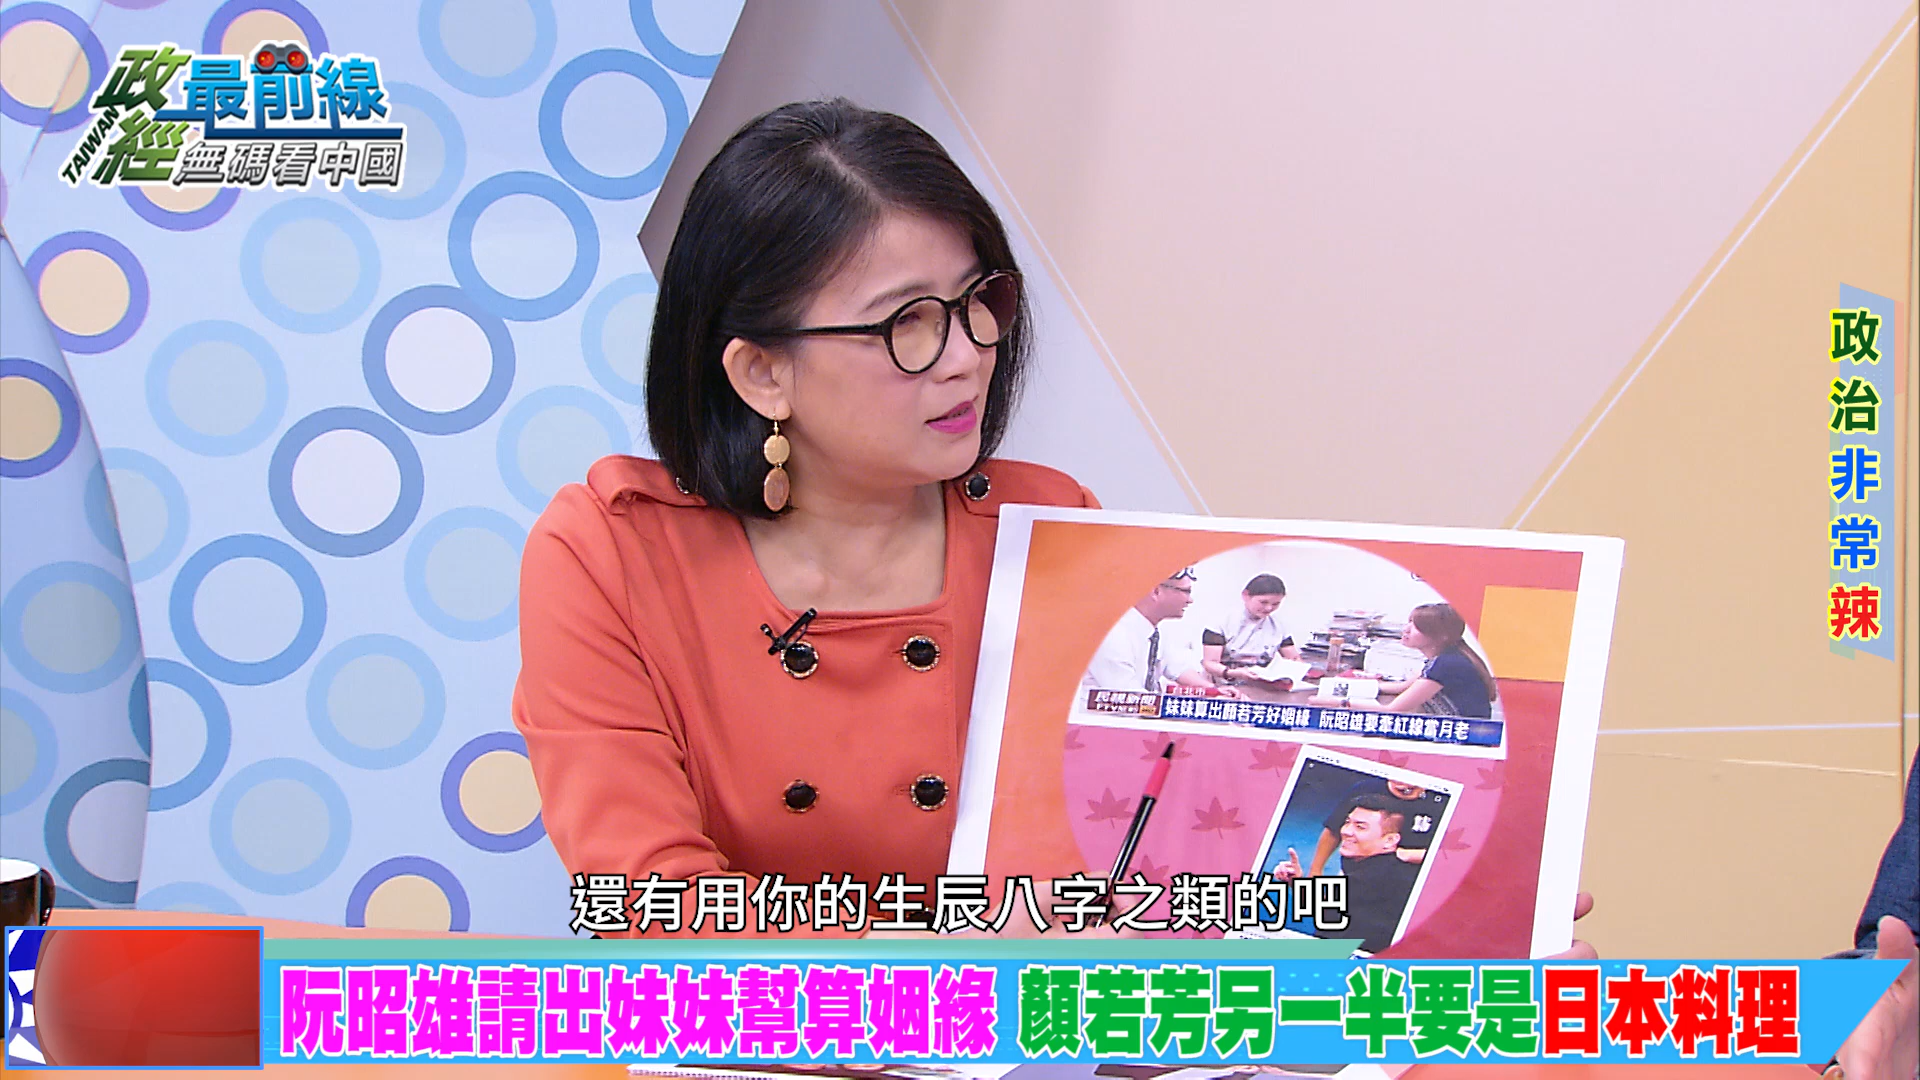 政經最前線
TAIWAN
無碼看中國
政治非常辣
民視新聞
台北市
妹妹算出顏若芳好姻緣 阮昭雄要牽紅線當月老
還有用你的生辰八字之類的吧
阮昭雄請出妹妹幫算姻緣 顏若芳另一半要是日本料理